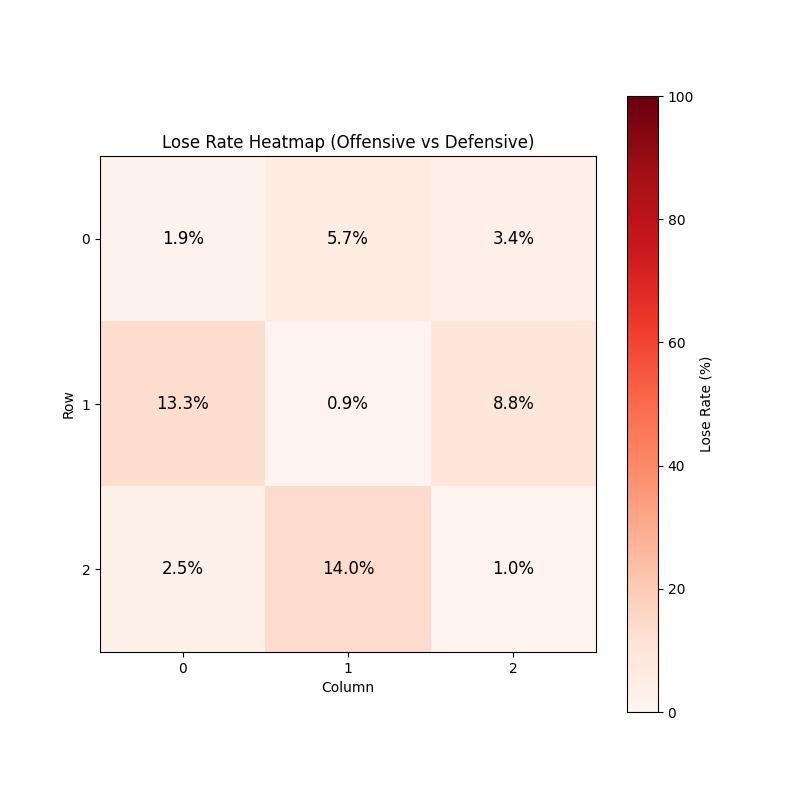 Lose Rate Heatmap (Offensive vs Defensive)
100
80
60
40
20
0
Lose Rate (%)
0
1
2
Row
1.9% 5.7% 3.4%
13.3% 0.9% 8.8%
2.5% 14.0% 1.0%
0 1 2
Column